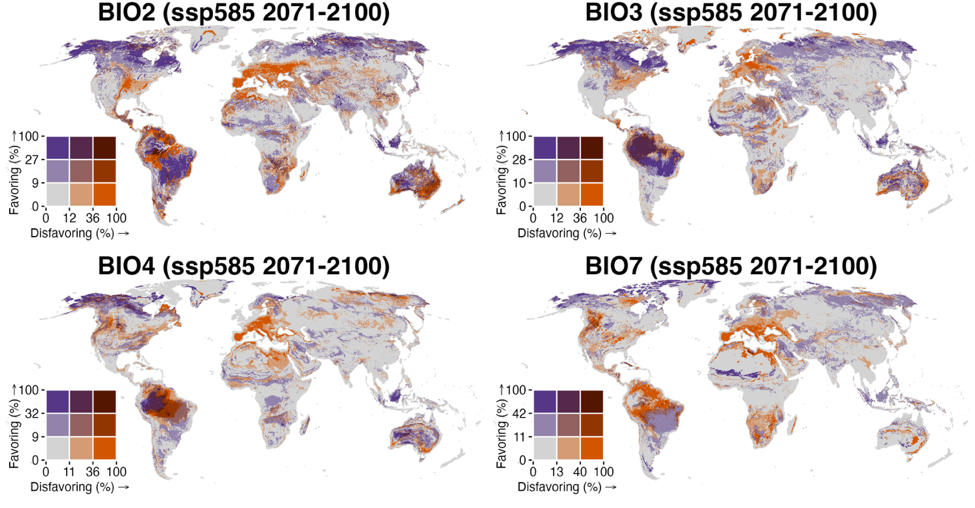 BIO2 (ssp585 2071-2100)
Favoring (%)
→100
27
9
0
0 12 36 100
Disfavoring (%) →
BIO3 (ssp585 2071-2100)
Favoring (%)
→100
28
10
0
0 12 36 100
Disfavoring (%) →
BIO4 (ssp585 2071-2100)
Favoring (%)
→100
32
9
0
0 11 36 100
Disfavoring (%) →
BIO7 (ssp585 2071-2100)
Favoring (%)
→100
42
11
0
0 13 40 100
Disfavoring (%) →